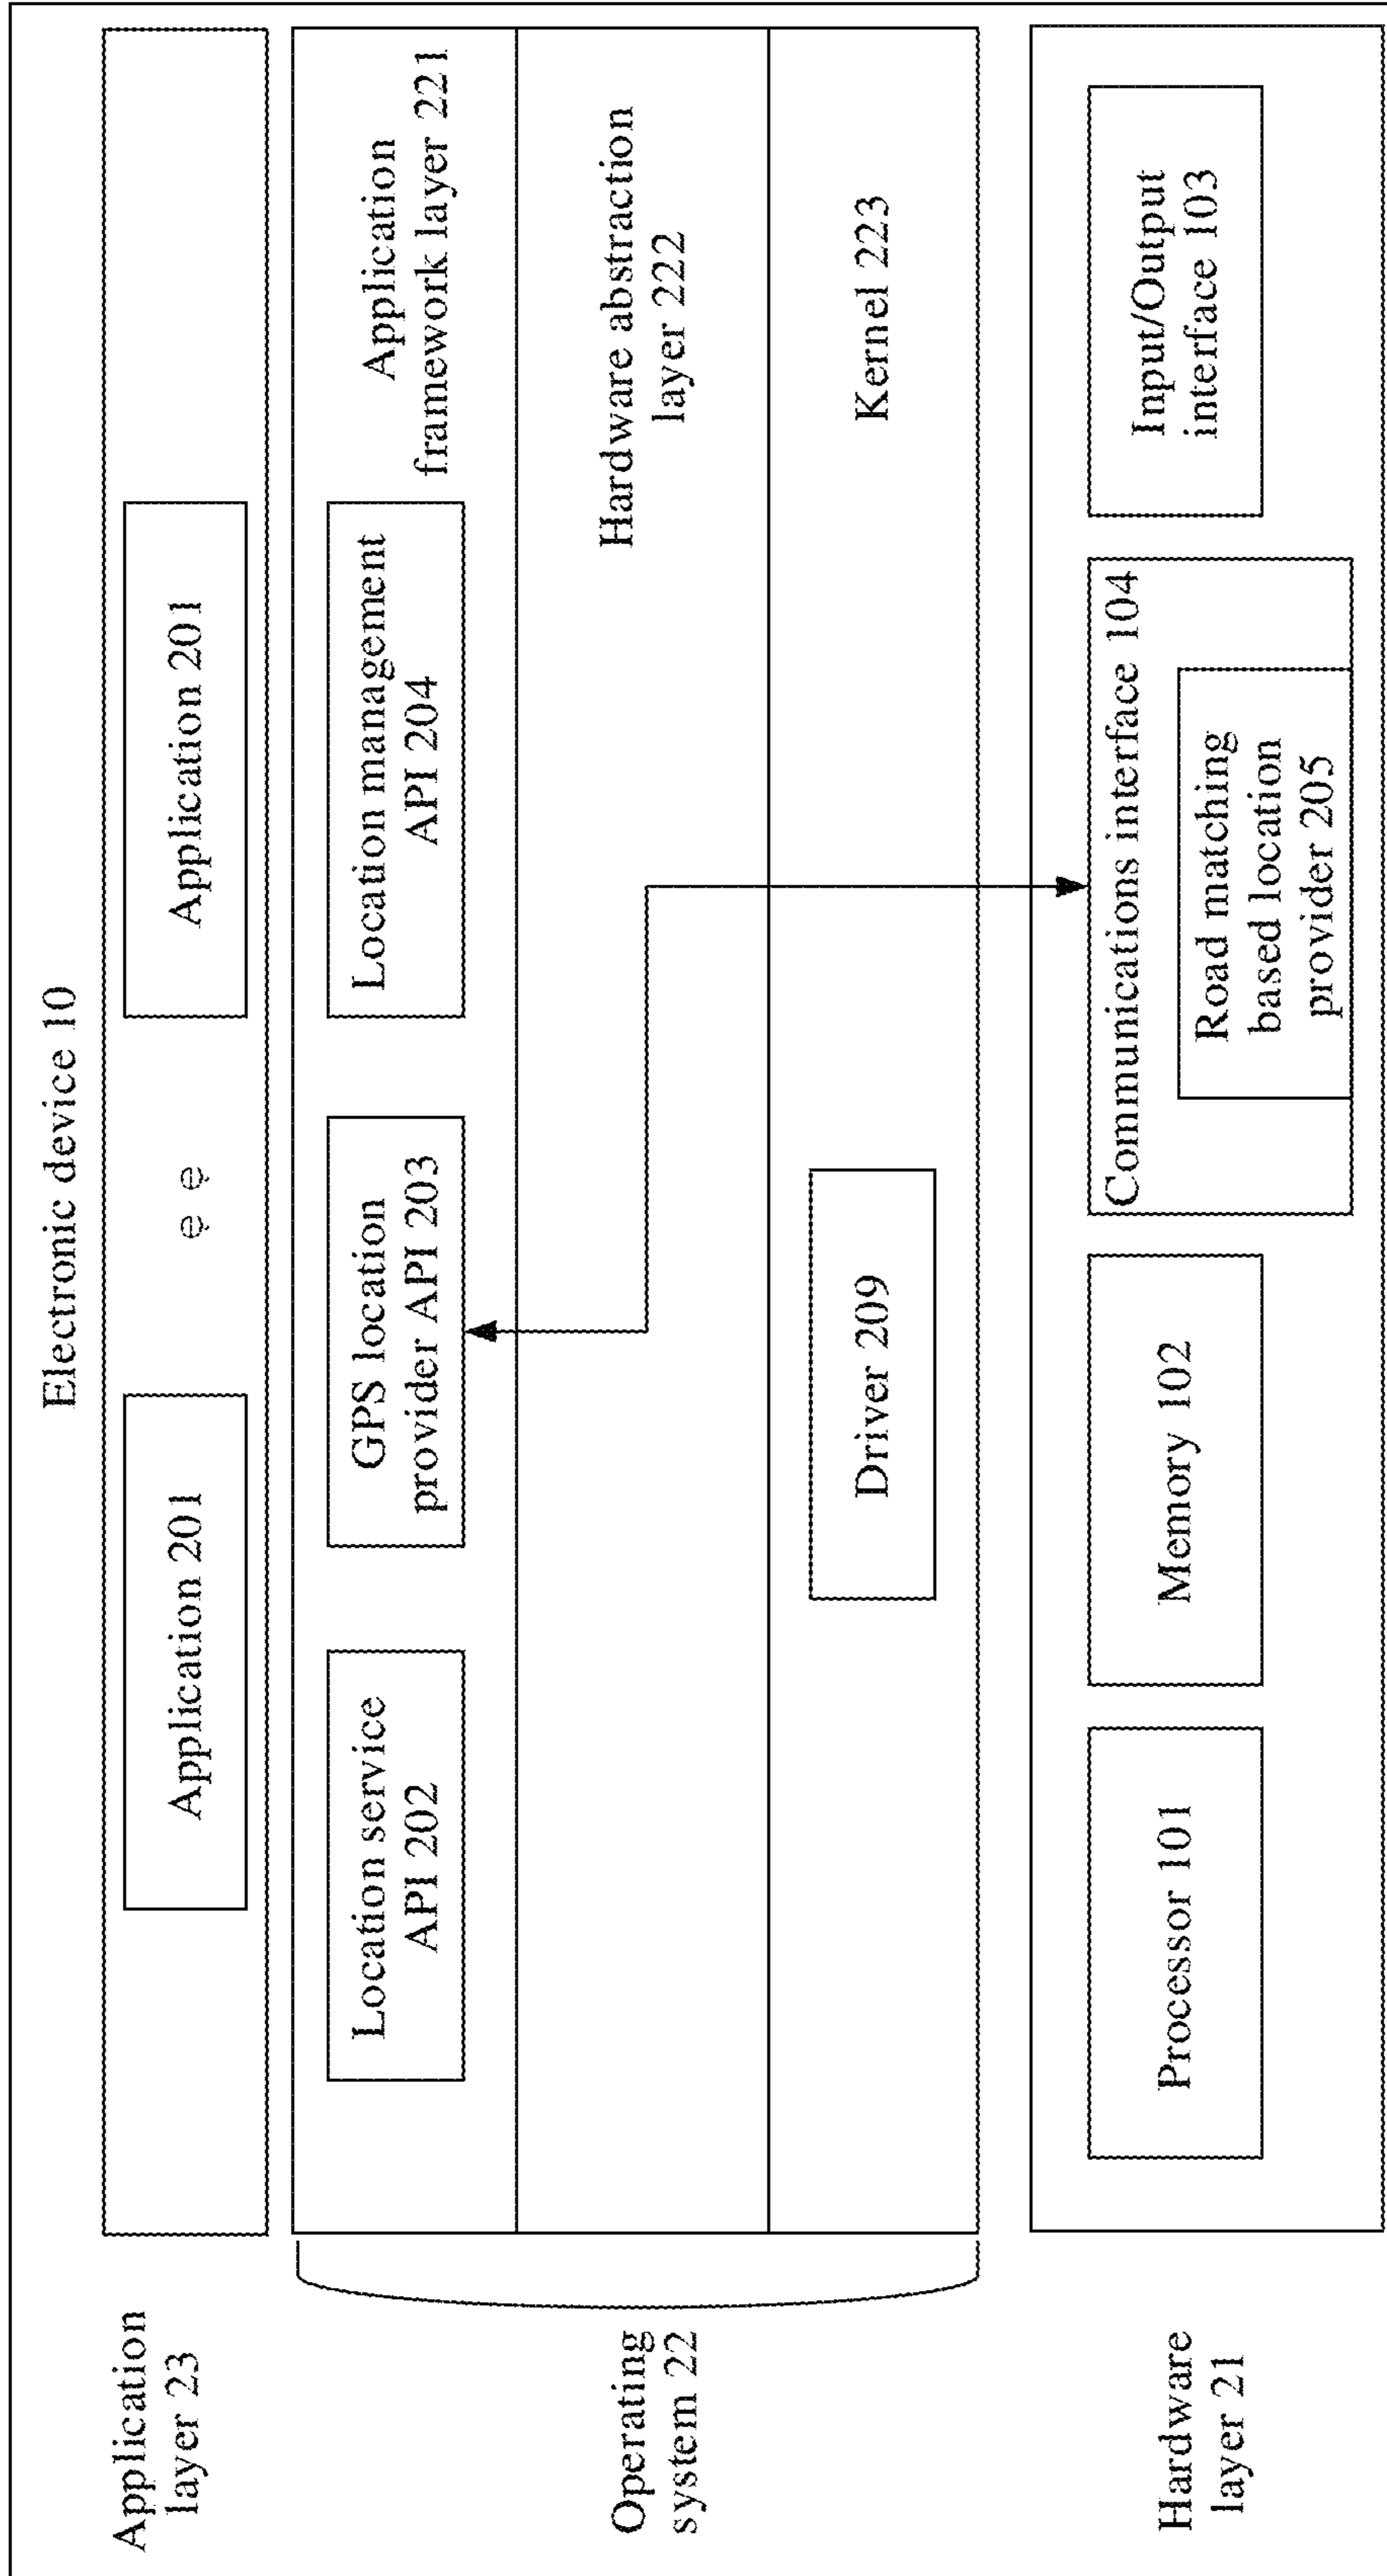 Electronic device 10
Application
layer 23
Application 201
Application 201
Operating
system 22
Location service
API 202
GPS location
provider API 203
Location management
API 204
Application
framework layer 221
Hardware abstraction
layer 222
Driver 209
Kernel 223
Hardware
layer 21
Processor 101
Memory 102
Communications interface 104
Road matching
based location
provider 205
Input/Output
interface 103